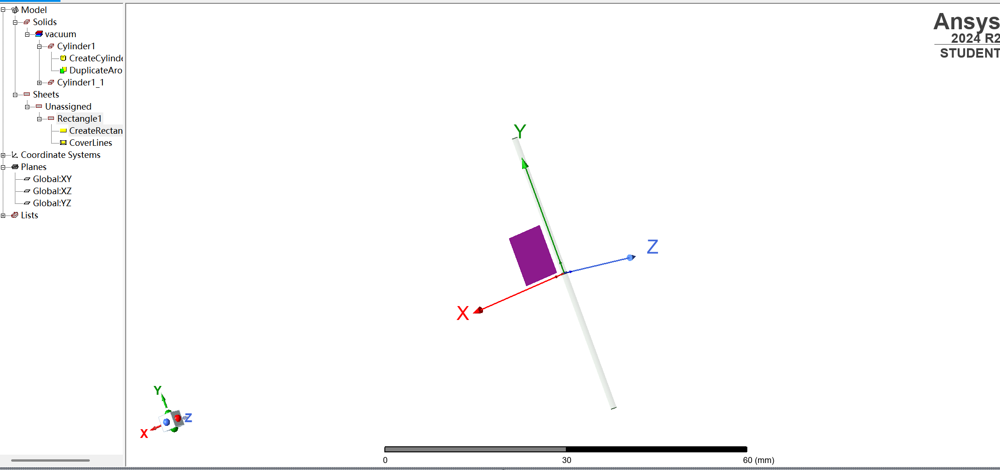 Model
Solids
vacuum
Cylinder1
CreateCylinde
DuplicateAro
Cylinder1_1
Sheets
Unassigned
Rectangle1
CreateRectan
CoverLines
Coordinate Systems
Planes
Global:XY
Global:XZ
Global:YZ
Lists
Ansys
2024 R2
STUDENT
Y
Z
X
Y
Z
X
0 30 60 (mm)